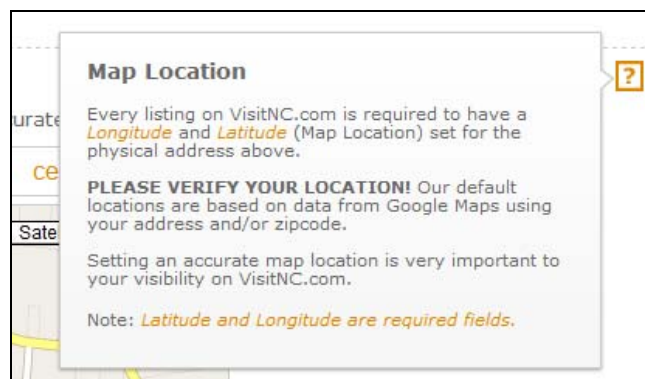 Map Location
?
Every listing on VisitNC.com is required to have a
Longitude and Latitude (Map Location) set for the
physical address above.
PLEASE VERIFY YOUR LOCATION! Our default
locations are based on data from Google Maps using
your address and/or zipcode.
Setting an accurate map location is very important to
your visibility on VisitNC.com.
Note: Latitude and Longitude are required fields.